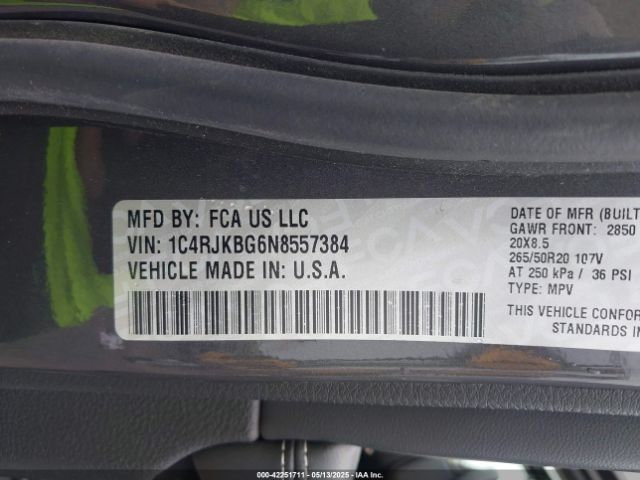 MFD BY: FCA US LLC
VIN: 1C4RJKBG6N8557384
VEHICLE MADE IN: U.S.A.
DATE OF MFR (BUILT
GAWR FRONT: 2850
20X8.5
265/50R20 107V
AT 250 kPa / 36 PSI
TYPE: MPV
THIS VEHICLE CONFOR
STANDARDS IN
000-42251711 - 05/13/2025 - IAAI.COM